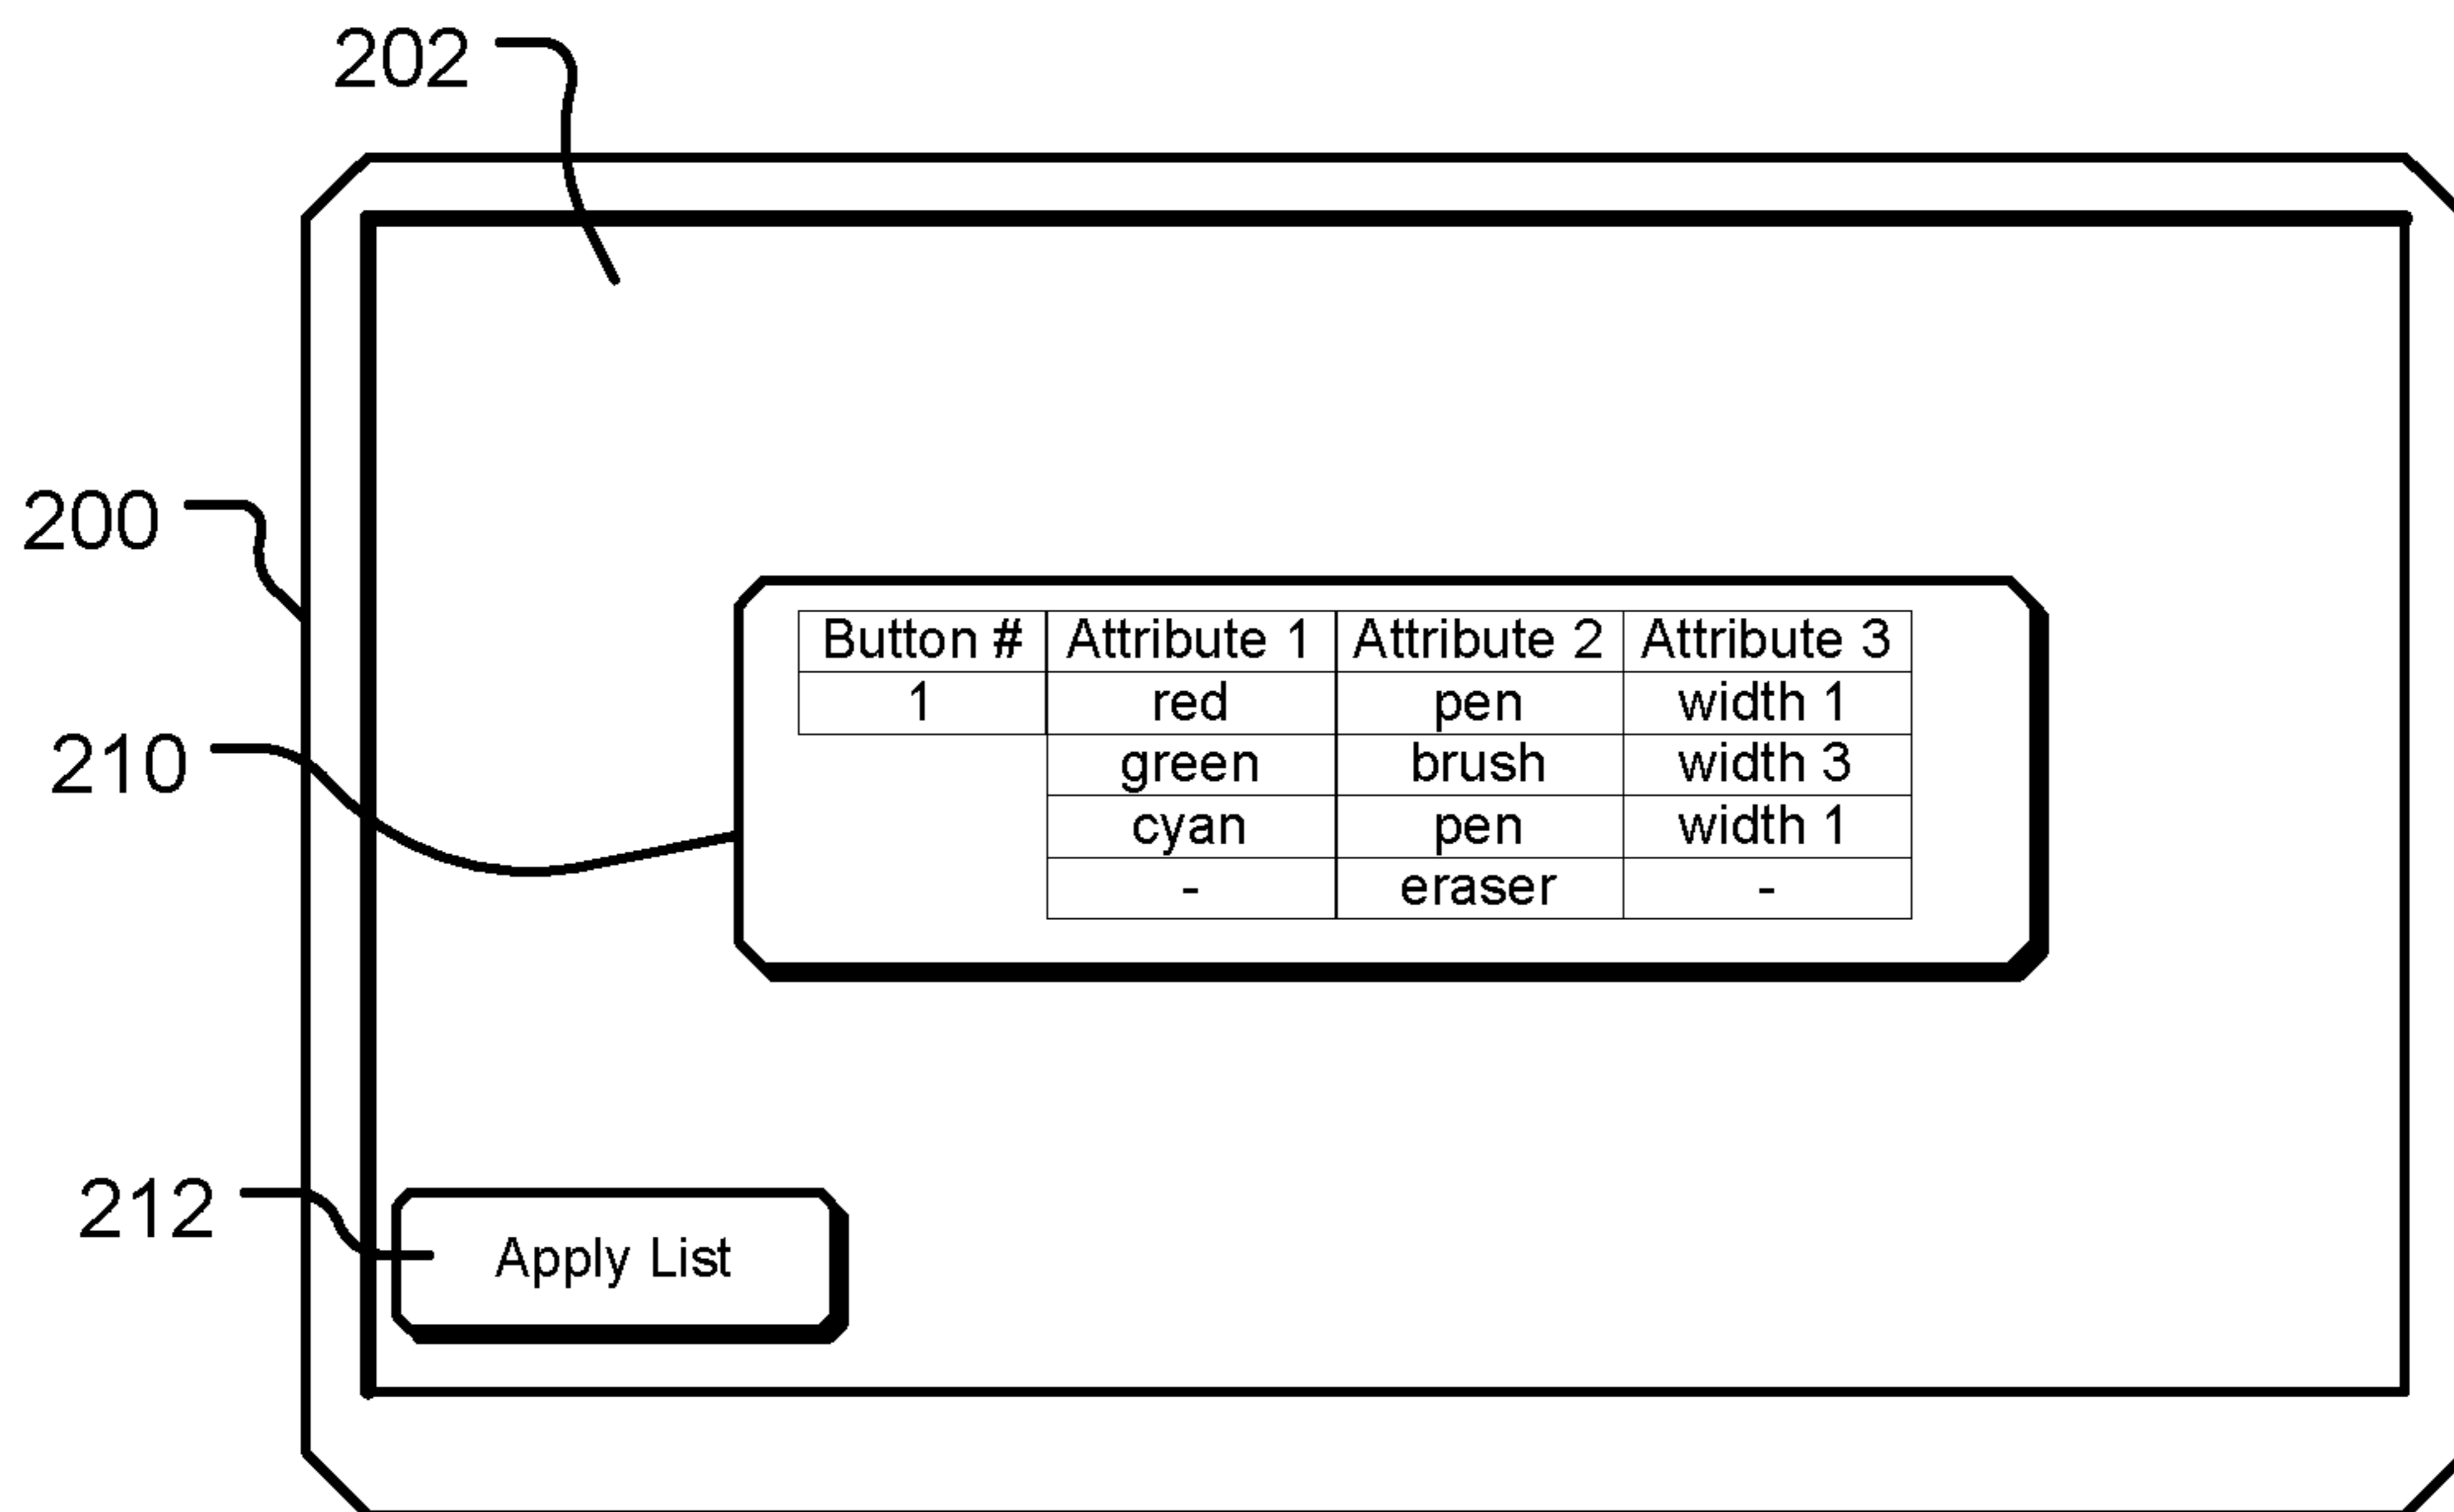 202
200
Button # Attribute 1 Attribute 2 Attribute 3
1 red pen width 1
210
green brush width 3
cyan pen width 1
- eraser -
212
Apply List